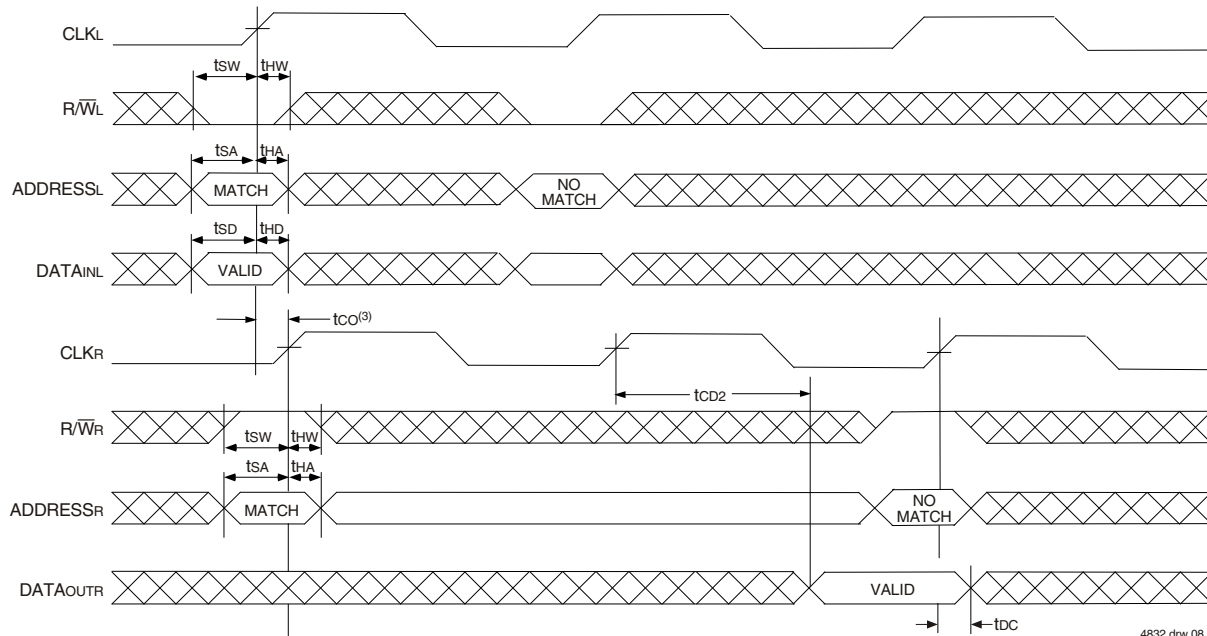 CLKL
tSW tHW
R/W̅L
tSA tHA
ADDRESSL MATCH NO MATCH
tSD tHD
DATAINL VALID
tCO(3)
CLKR
tCD2
R/W̅R
tSW tHW
tSA tHA
ADDRESSR MATCH NO MATCH
DATAOUTR VALID
tDC
4832 drw 08